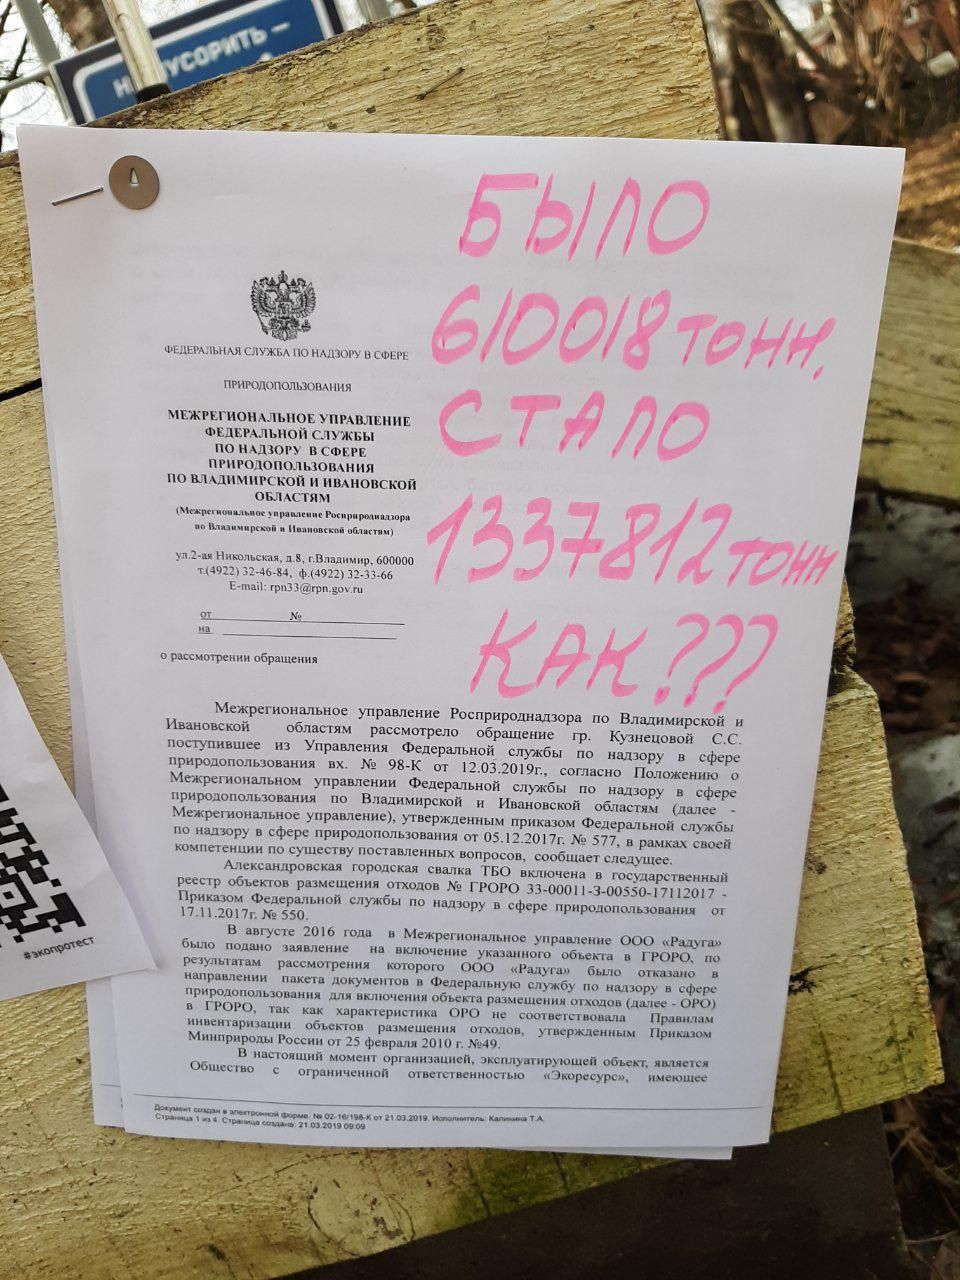 УСОРИТЬ –
БЫЛО
610018 тонн.
СТАЛО
1337812 тонн
КАК???
ФЕДЕРАЛЬНАЯ СЛУЖБА ПО НАДЗОРУ В СФЕРЕ
ПРИРОДОПОЛЬЗОВАНИЯ
МЕЖРЕГИОНАЛЬНОЕ УПРАВЛЕНИЕ
ФЕДЕРАЛЬНОЙ СЛУЖБЫ
ПО НАДЗОРУ В СФЕРЕ
ПРИРОДОПОЛЬЗОВАНИЯ
ПО ВЛАДИМИРСКОЙ И ИВАНОВСКОЙ
ОБЛАСТЯМ
(Межрегиональное управление Росприроднадзора
по Владимирской и Ивановской областям)
ул.2-ая Никольская, д.8, г.Владимир, 600000
т.(4922) 32-46-84, ф.(4922) 32-33-66
E-mail: rpn33@rpn.gov.ru
от №
на
о рассмотрении обращения
Межрегиональное управление Росприроднадзора по Владимирской и
Ивановской областям рассмотрело обращение гр. Кузнецовой С.С.
поступившее из Управления Федеральной службы по надзору в сфере
природопользования вх. № 98-К от 12.03.2019г., согласно Положению о
Межрегиональном управлении Федеральной службы по надзору в сфере
природопользования по Владимирской и Ивановской областям (далее -
Межрегиональное управление), утвержденным приказом Федеральной службы
по надзору в сфере природопользования от 05.12.2017г. № 577, в рамках своей
компетенции по существу поставленных вопросов, сообщает следущее.
Александровская городская свалка ТБО включена в государственный
реестр объектов размещения отходов № ГРОРО 33-00011-З-00550-17112017 -
Приказом Федеральной службы по надзору в сфере природопользования от
17.11.2017г. № 550.
В августе 2016 года в Межрегиональное управление ООО «Радуга»
было подано заявление на включение указанного объекта в ГРОРО, по
результатам рассмотрения которого ООО «Радуга» было отказано в
направлении пакета документов в Федеральную службу по надзору в сфере
природопользования для включения объекта размещения отходов (далее - ОРО)
в ГРОРО, так как характеристика ОРО не соответствовала Правилам
инвентаризации объектов размещения отходов, утвержденным Приказом
Минприроды России от 25 февраля 2010 г. №49.
В настоящий момент организацией, эксплуатирующей объект, является
Общество с ограниченной ответственностью «Экоресурс», имеющее
Документ создан в электронной форме. № 02-16/198-К от 21.03.2019. Исполнитель: Калинина Т.А.
Страница 1 из 4. Страница создана: 21.03.2019 09:09
#экопротест